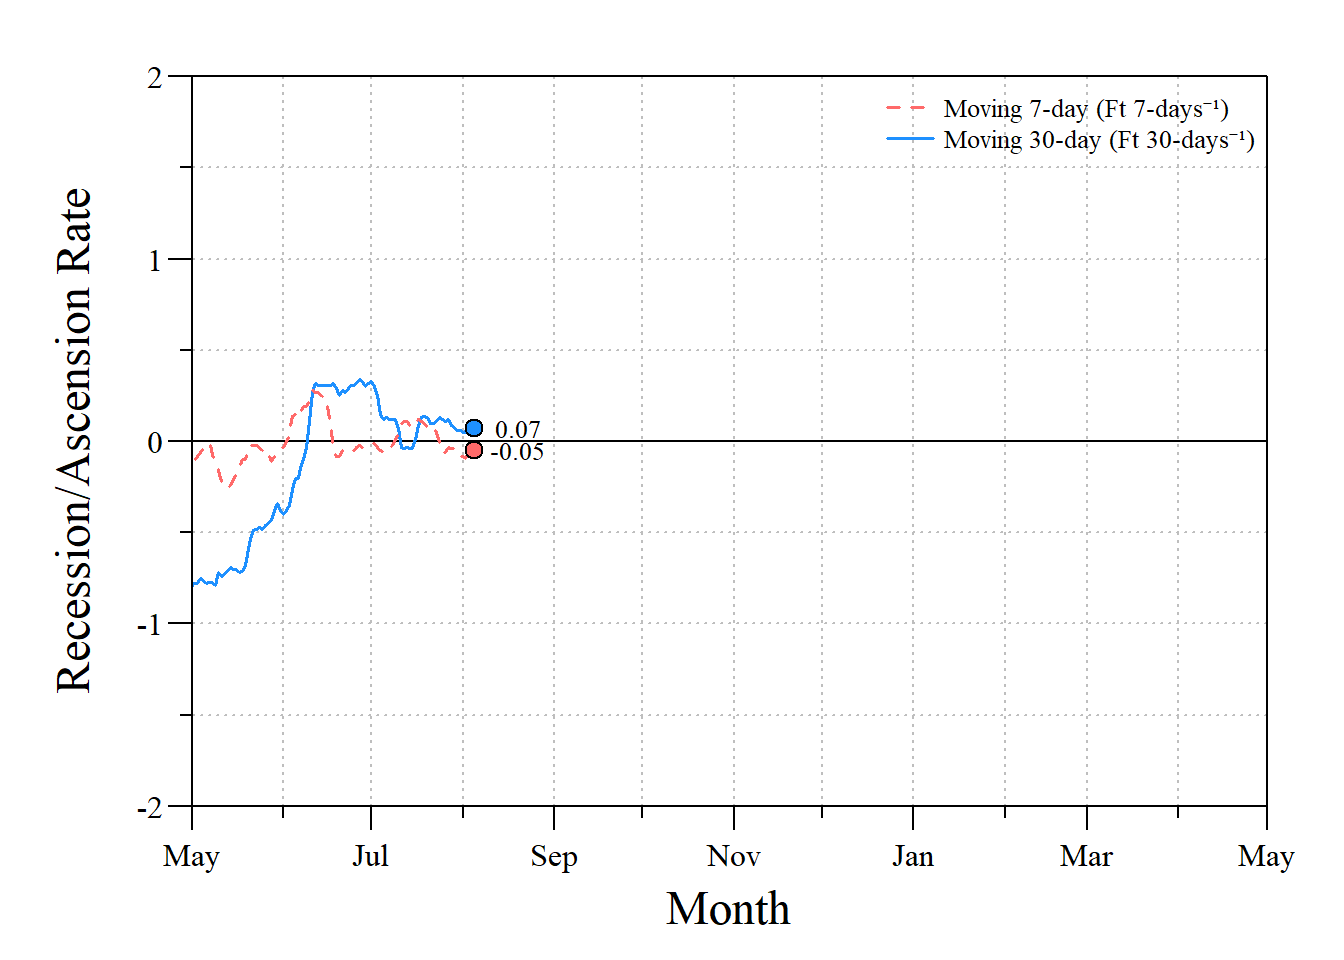 2
Moving 7-day (Ft 7-days⁻¹)
Moving 30-day (Ft 30-days⁻¹)
1
Recession/Ascension Rate
0
0.07
-0.05
-1
-2
May Jul Sep Nov Jan Mar May
Month